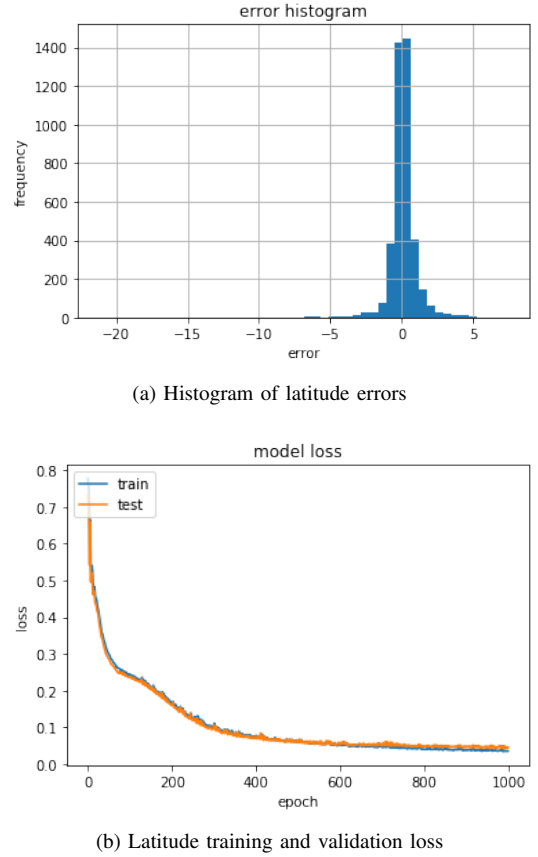 error histogram
1400
1200
1000
800
600
400
200
0
frequency
−20 −15 −10 −5 0 5
error
(a) Histogram of latitude errors
model loss
0.8
0.7
0.6
0.5
0.4
0.3
0.2
0.1
0.0
loss
train
test
0 200 400 600 800 1000
epoch
(b) Latitude training and validation loss